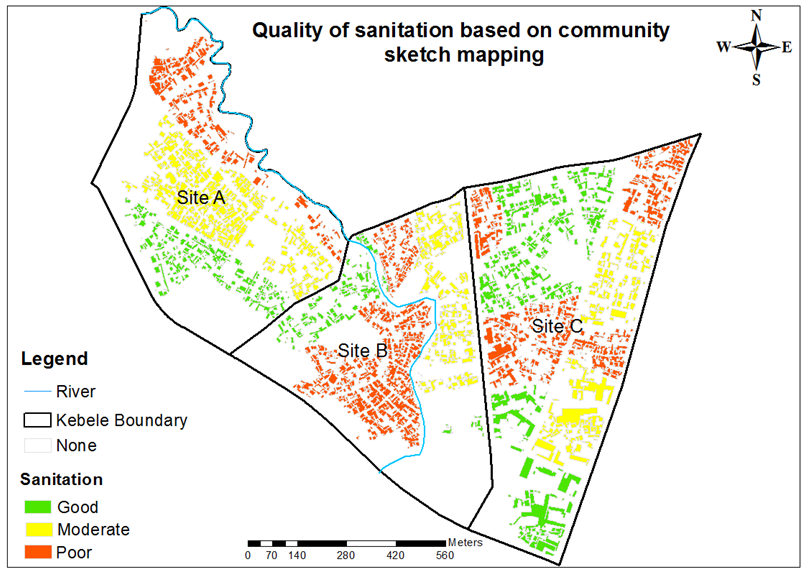 Quality of sanitation based on community
sketch mapping
N
W E
S
Site A
Site B
Site C
Legend
River
Kebele Boundary
None
Sanitation
Good
Moderate
Poor
Meters
0 70 140 280 420 560